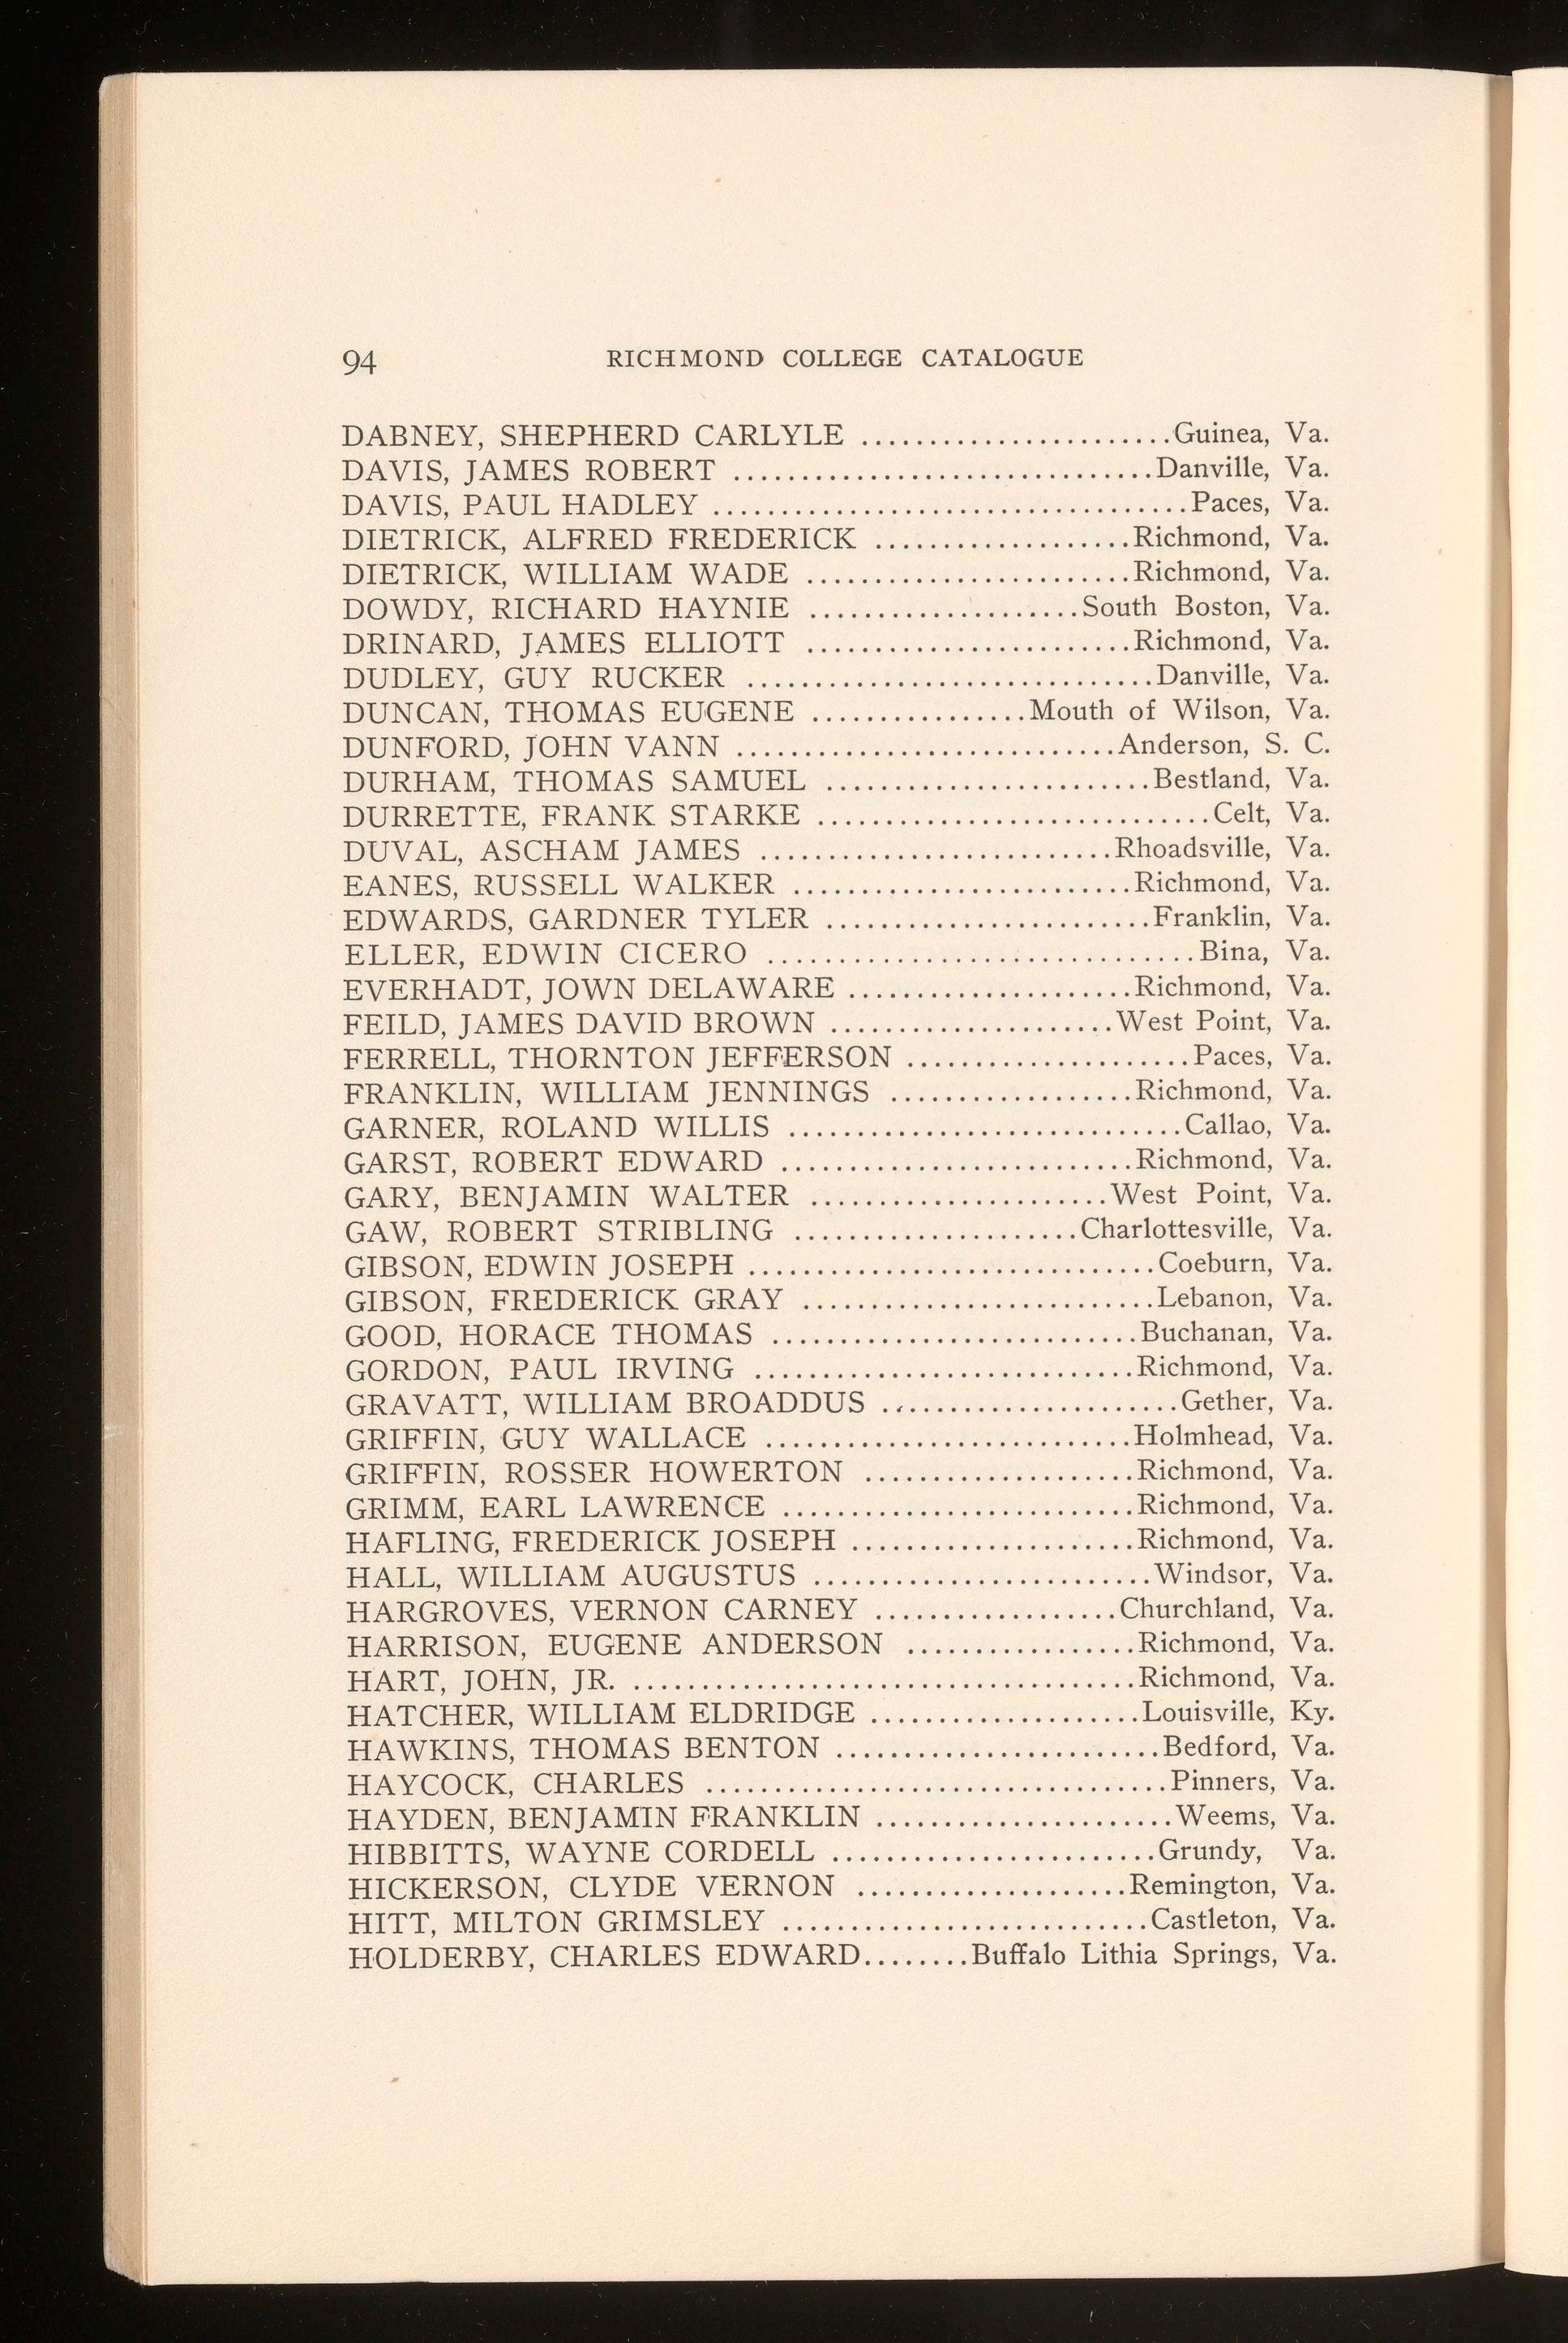 94 RICHMOND COLLEGE CATALOGUE
DABNEY, SHEPHERD CARLYLE .......................Guinea, Va.
DAVIS, JAMES ROBERT ...............................Danville, Va.
DAVIS, PAUL HADLEY ...................................Paces, Va.
DIETRICK, ALFRED FREDERICK ...................Richmond, Va.
DIETRICK, WILLIAM WADE ........................Richmond, Va.
DOWDY, RICHARD HAYNIE ....................South Boston, Va.
DRINARD, JAMES ELLIOTT ........................Richmond, Va.
DUDLEY, GUY RUCKER ..............................Danville, Va.
DUNCAN, THOMAS EUGENE ................Mouth of Wilson, Va.
DUNFORD, JOHN VANN ............................Anderson, S. C.
DURHAM, THOMAS SAMUEL ........................Bestland, Va.
DURRETTE, FRANK STARKE .............................Celt, Va.
DUVAL, ASCHAM JAMES ..........................Rhoadsville, Va.
EANES, RUSSELL WALKER .........................Richmond, Va.
EDWARDS, GARDNER TYLER ........................Franklin, Va.
ELLER, EDWIN CICERO ................................Bina, Va.
EVERHADT, JOWN DELAWARE .....................Richmond, Va.
FEILD, JAMES DAVID BROWN .....................West Point, Va.
FERRELL, THORNTON JEFFERSON .....................Paces, Va.
FRANKLIN, WILLIAM JENNINGS ..................Richmond, Va.
GARNER, ROLAND WILLIS .............................Callao, Va.
GARST, ROBERT EDWARD ..........................Richmond, Va.
GARY, BENJAMIN WALTER ......................West Point, Va.
GAW, ROBERT STRIBLING .....................Charlottesville, Va.
GIBSON, EDWIN JOSEPH ..............................Coeburn, Va.
GIBSON, FREDERICK GRAY ..........................Lebanon, Va.
GOOD, HORACE THOMAS ...........................Buchanan, Va.
GORDON, PAUL IRVING ............................Richmond, Va.
GRAVATT, WILLIAM BROADDUS ......................Gether, Va.
GRIFFIN, GUY WALLACE ...........................Holmhead, Va.
GRIFFIN, ROSSER HOWERTON ....................Richmond, Va.
GRIMM, EARL LAWRENCE ..........................Richmond, Va.
HAFLING, FREDERICK JOSEPH .....................Richmond, Va.
HALL, WILLIAM AUGUSTUS .........................Windsor, Va.
HARGROVES, VERNON CARNEY ..................Churchland, Va.
HARRISON, EUGENE ANDERSON .................Richmond, Va.
HART, JOHN, JR. .....................................Richmond, Va.
HATCHER, WILLIAM ELDRIDGE ....................Louisville, Ky.
HAWKINS, THOMAS BENTON ........................Bedford, Va.
HAYCOCK, CHARLES ..................................Pinners, Va.
HAYDEN, BENJAMIN FRANKLIN ......................Weems, Va.
HIBBITTS, WAYNE CORDELL ........................Grundy, Va.
HICKERSON, CLYDE VERNON ....................Remington, Va.
HITT, MILTON GRIMSLEY ...........................Castleton, Va.
HOLDERBY, CHARLES EDWARD........Buffalo Lithia Springs, Va.